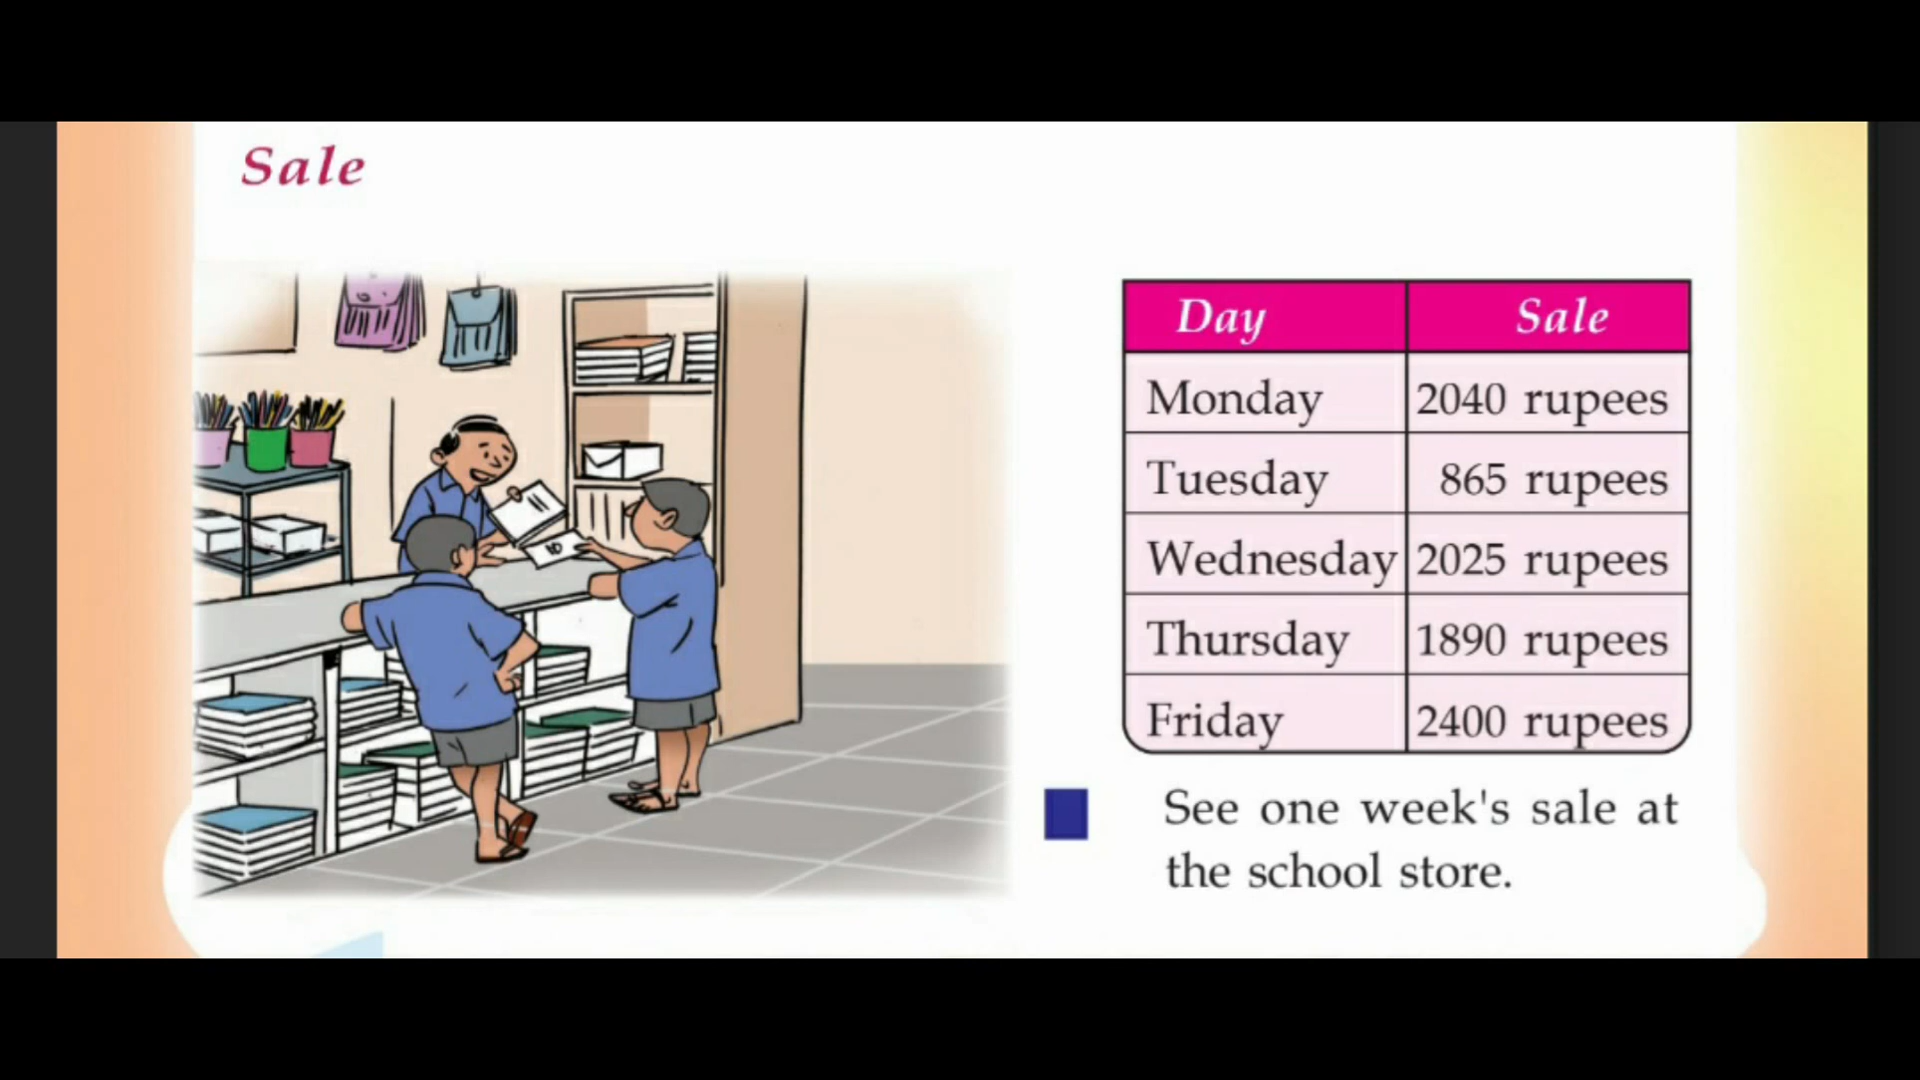 Sale
Day Sale
Monday 2040 rupees
Tuesday 865 rupees
Wednesday 2025 rupees
Thursday 1890 rupees
Friday 2400 rupees
See one week's sale at
the school store.